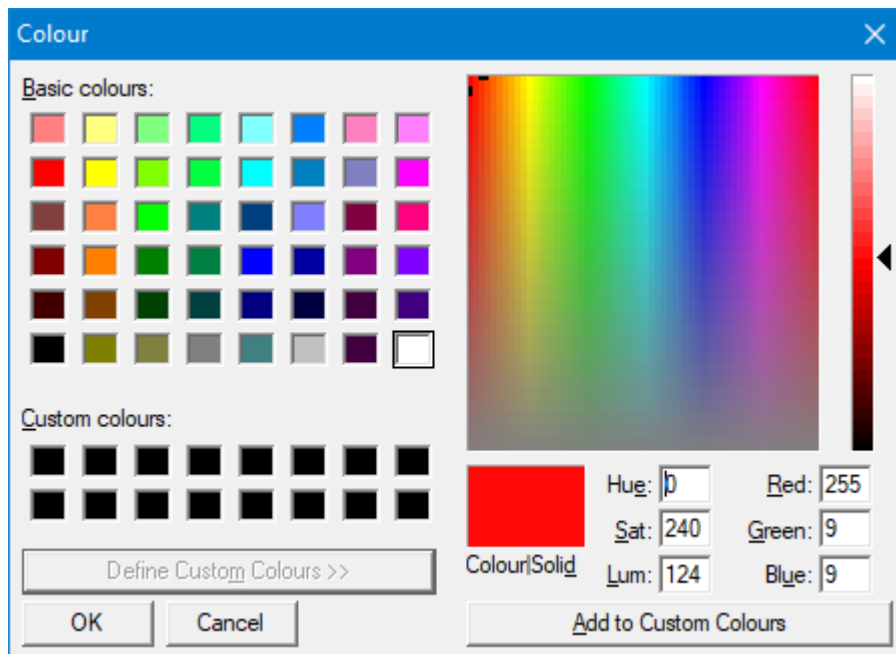 Colour
Basic colours:
Custom colours:
Define Custom Colours >>
OK
Cancel
Colour|Solid
Hue: 0
Sat: 240
Lum: 124
Red: 255
Green: 9
Blue: 9
Add to Custom Colours